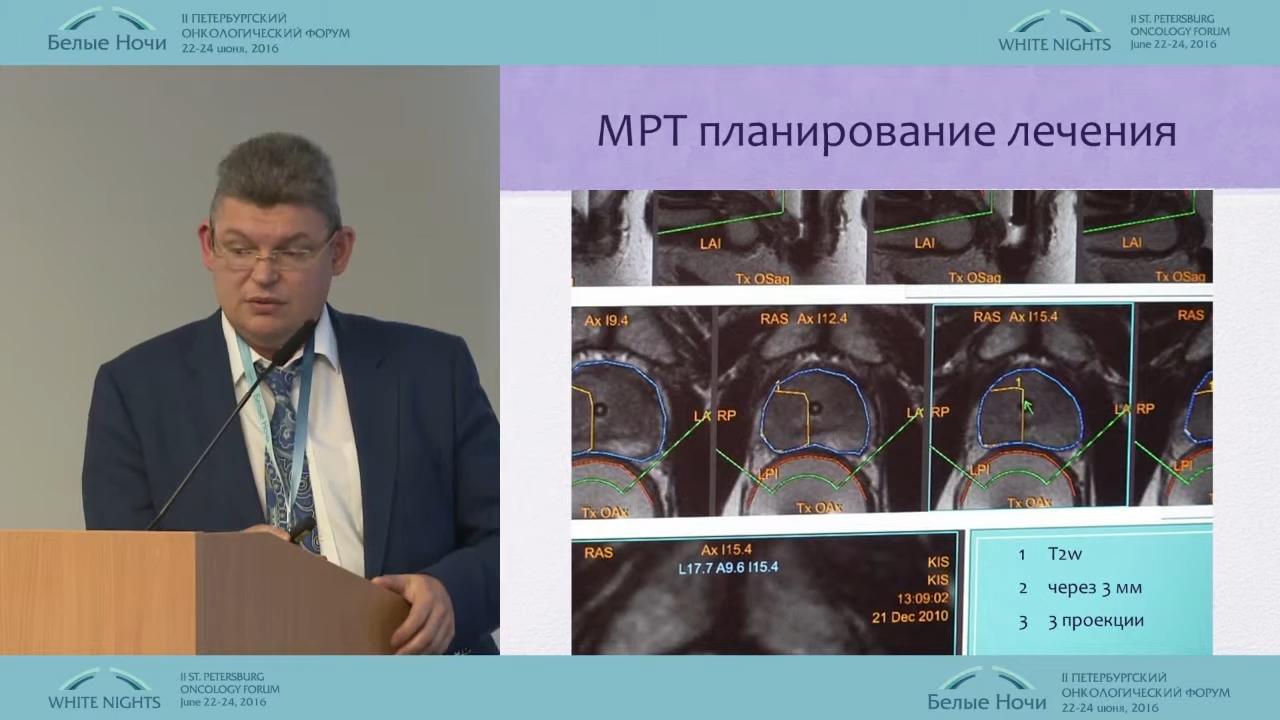 Белые Ночи
II ПЕТЕРБУРГСКИЙ
ОНКОЛОГИЧЕСКИЙ ФОРУМ
22-24 июня, 2016
WHITE NIGHTS
II ST. PETERSBURG
ONCOLOGY FORUM
June 22-24, 2016
МРТ планирование лечения
LAI
Tx OSag
LAI
Tx OSag
LAI
Tx OSag
Ax I9.4
LA
Tx OAx
RAS Ax I12.4
RP
LA
LPI
Tx OAx
RAS Ax I15.4
1
RP
LA
LPI
Tx OAx
RAS
RP
LPI
RAS
Ax I15.4
L17.7 A9.6 I15.4
KIS
KIS
13:09:02
21 Dec 2010
1 T2w
2 через 3 мм
3 3 проекции
WHITE NIGHTS
II ST. PETERSBURG
ONCOLOGY FORUM
June 22-24, 2016
Белые Ночи
II ПЕТЕРБУРГСКИЙ
ОНКОЛОГИЧЕСКИЙ ФОРУМ
22-24 июня, 2016